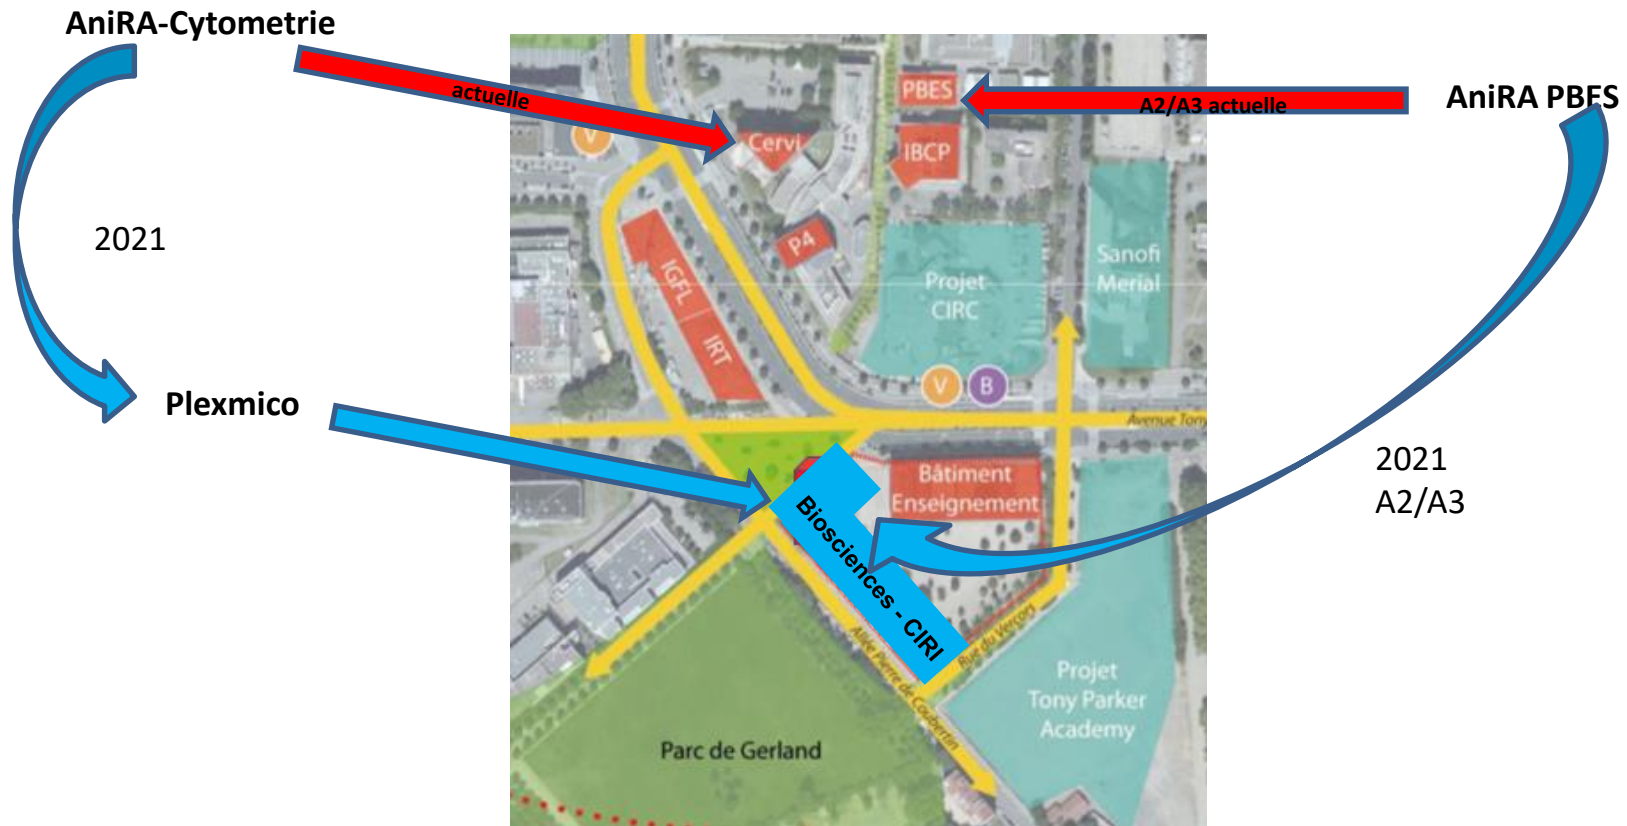 AniRA-Cytometrie
actuelle
PBES
A2/A3 actuelle
AniRA PBES
V
Cervi
IBCP
2021
P4
IGFL
IRT
Projet
CIRC
Sanofi
Merial
V
B
Plexmico
Avenue Tony
Bâtiment
Enseignement
2021
A2/A3
Biosciences - CIRI
Rue du Vercors
Allée Pierre de Coubertin
Projet
Tony Parker
Academy
Parc de Gerland